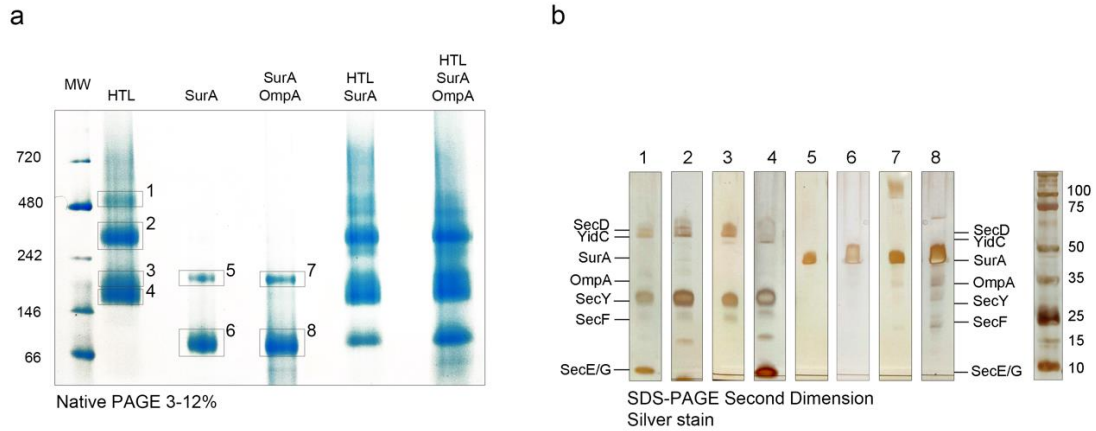 a
b
MW
HTL
SurA
SurA
OmpA
HTL
SurA
HTL
SurA
OmpA
720
480
242
146
66
1
2
3
4
5
6
7
8
Native PAGE 3-12%
1 2 3 4 5 6 7 8
SecD
YidC
SurA
OmpA
SecY
SecF
SecE/G
SecD
YidC
SurA
OmpA
SecY
SecF
SecE/G
100
75
50
35
25
15
10
SDS-PAGE Second Dimension
Silver stain